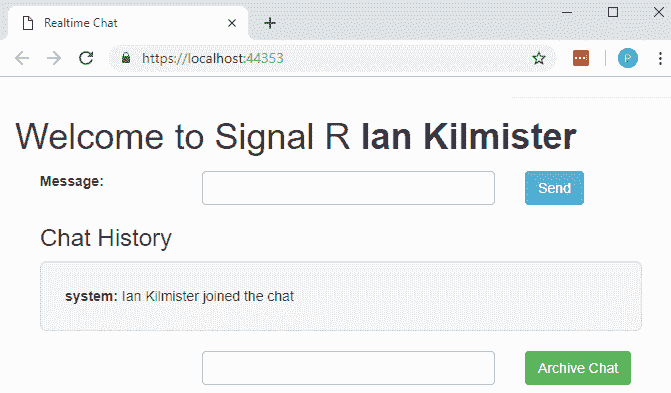 Realtime Chat
https://localhost:44353
P
Welcome to Signal R Ian Kilmister
Message:
Send
Chat History
system: Ian Kilmister joined the chat
Archive Chat